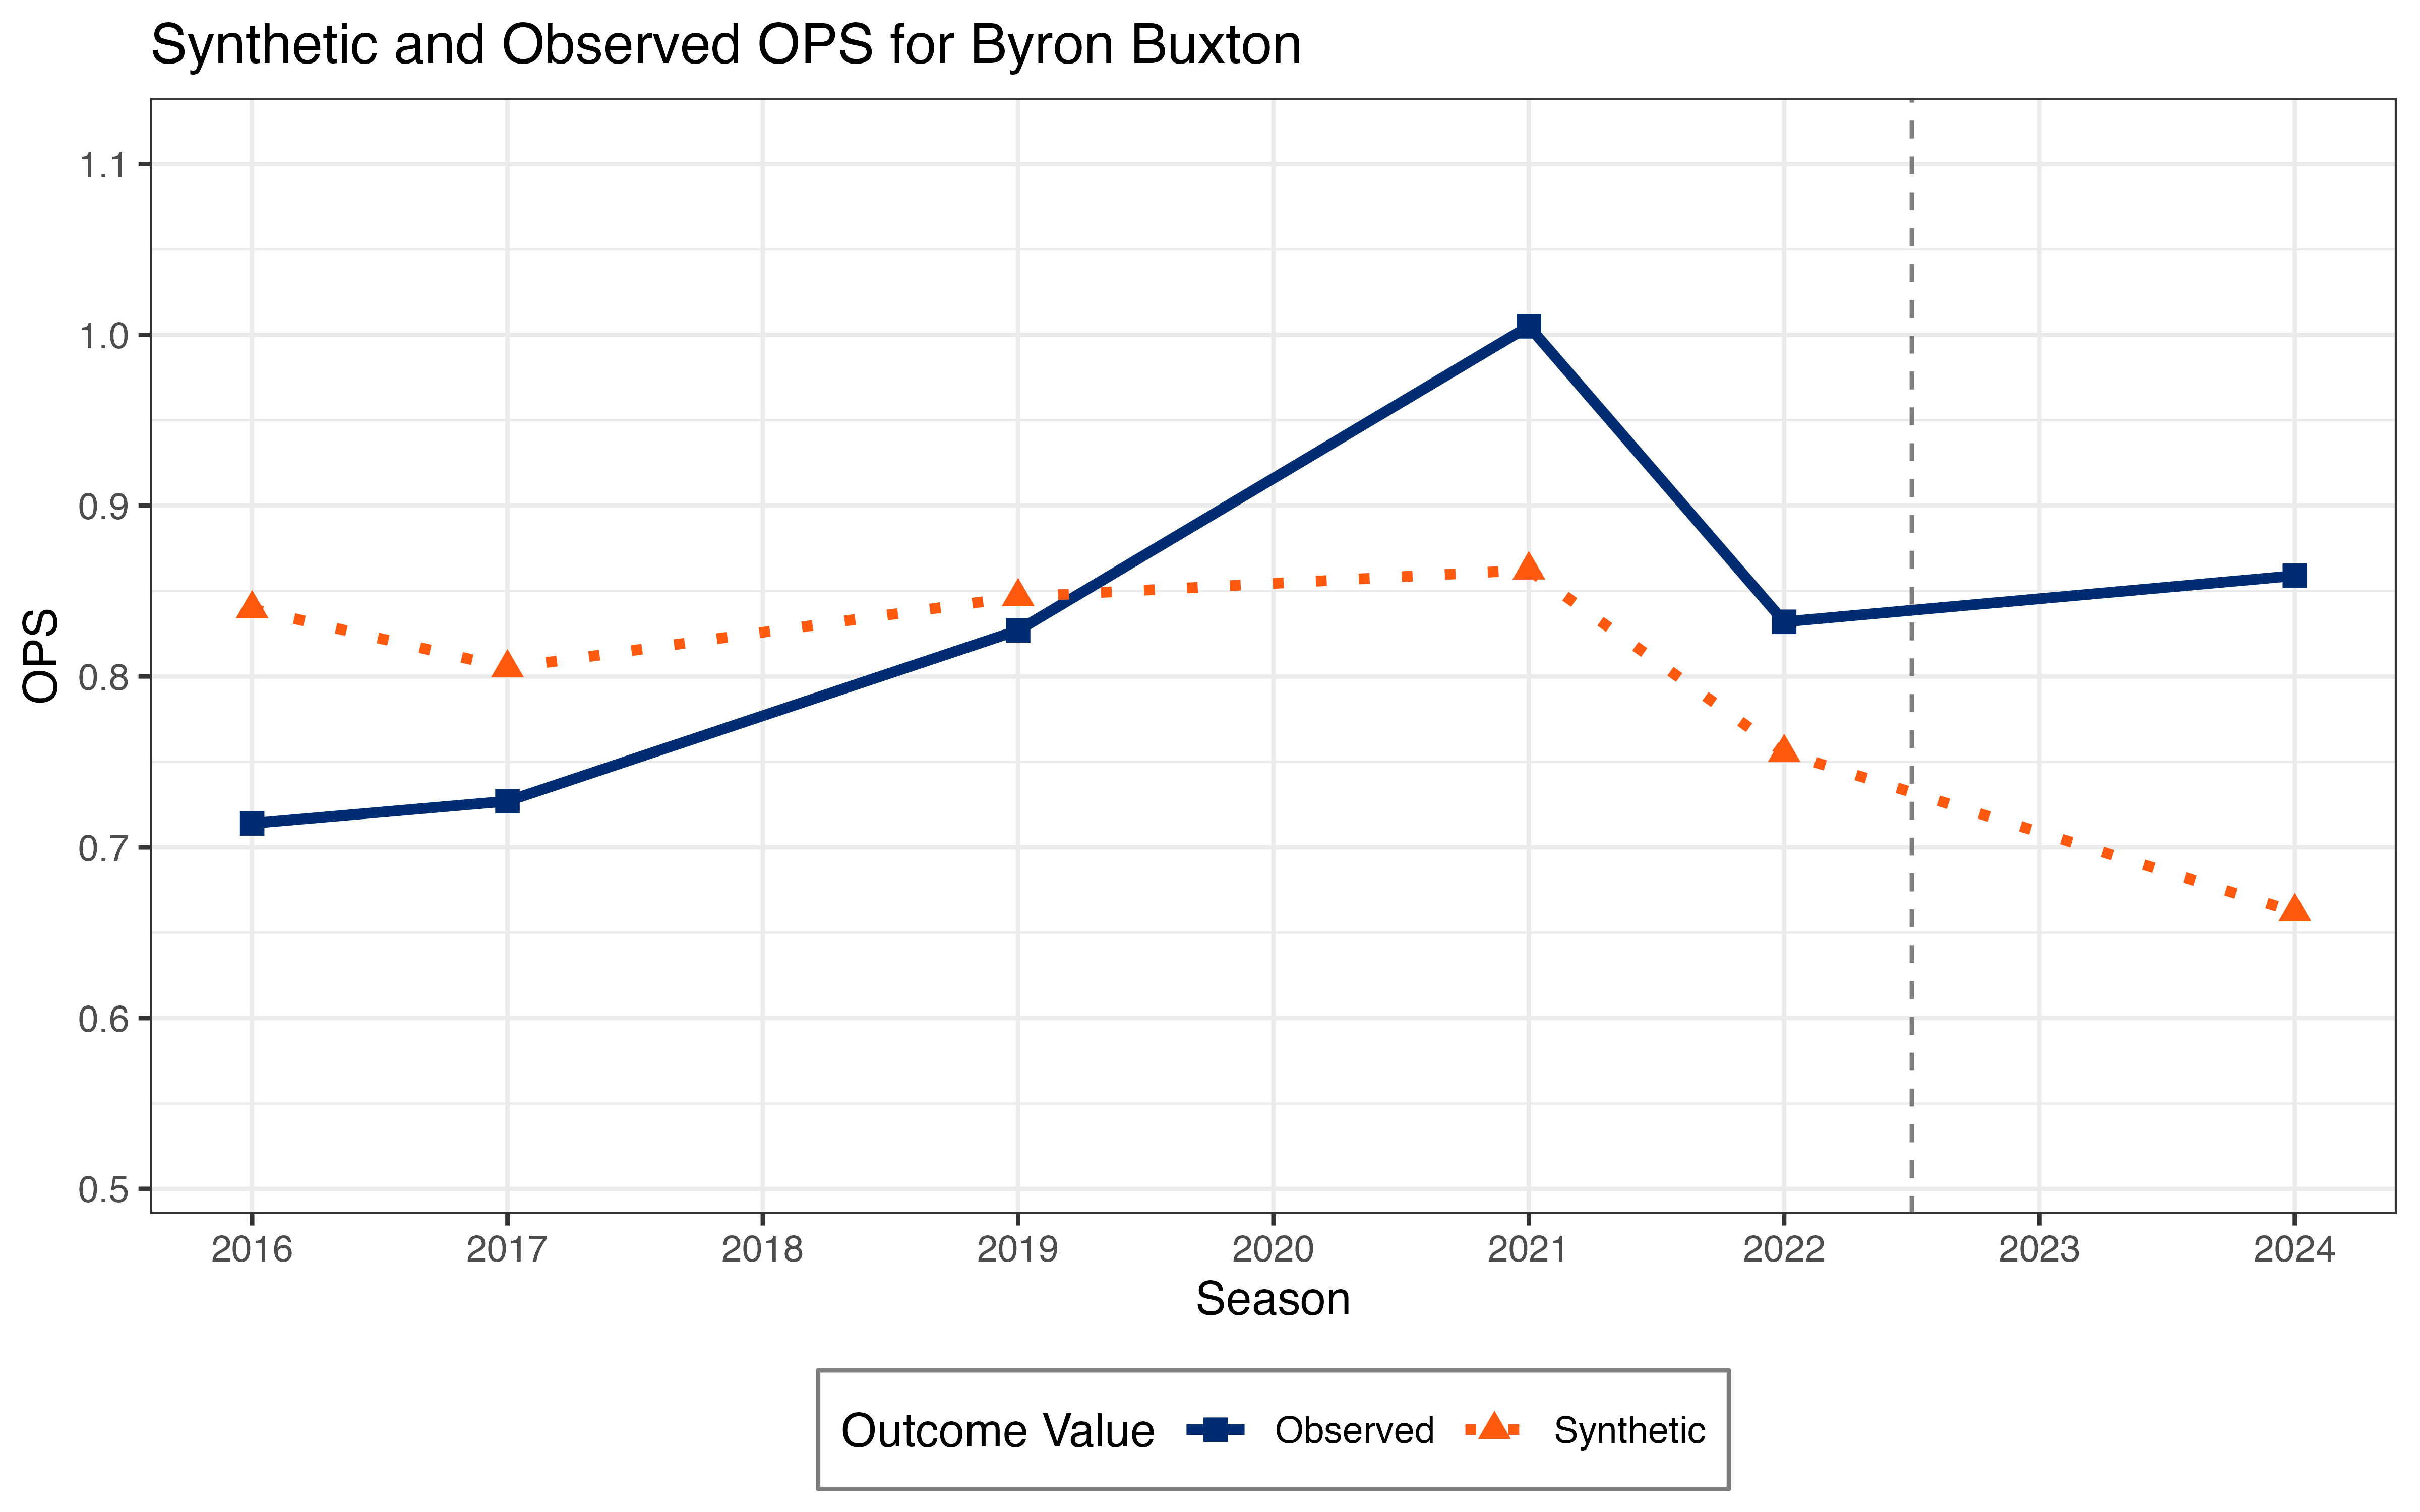 Synthetic and Observed OPS for Byron Buxton
1.1
1.0
0.9
0.8
0.7
0.6
0.5
OPS
2016 2017 2018 2019 2020 2021 2022 2023 2024
Season
Outcome Value Observed Synthetic